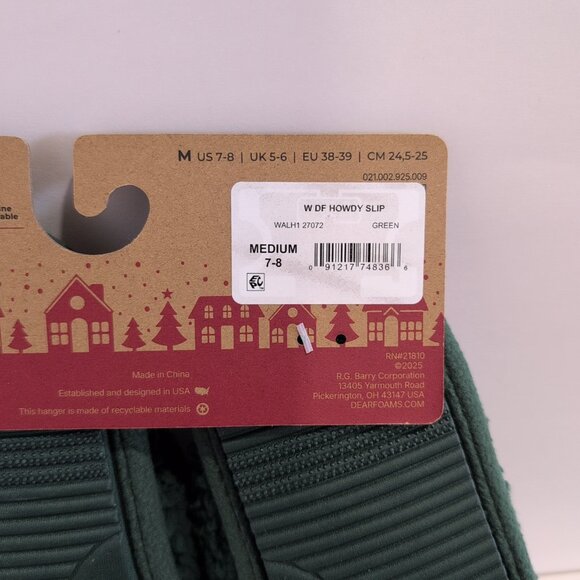 M US 7-8 | UK 5-6 | EU 38-39 | CM 24,5-25
021.002.925.009
W DF HOWDY SLIP
WALH1 27072 GREEN
MEDIUM
7-8
0 91217 74836 6
RN#21810
©2025
Made in China
R.G. Barry Corporation
Established and designed in USA
13405 Yarmouth Road
Pickerington, OH 43147 USA
This hanger is made of recyclable materials
DEARFOAMS.COM